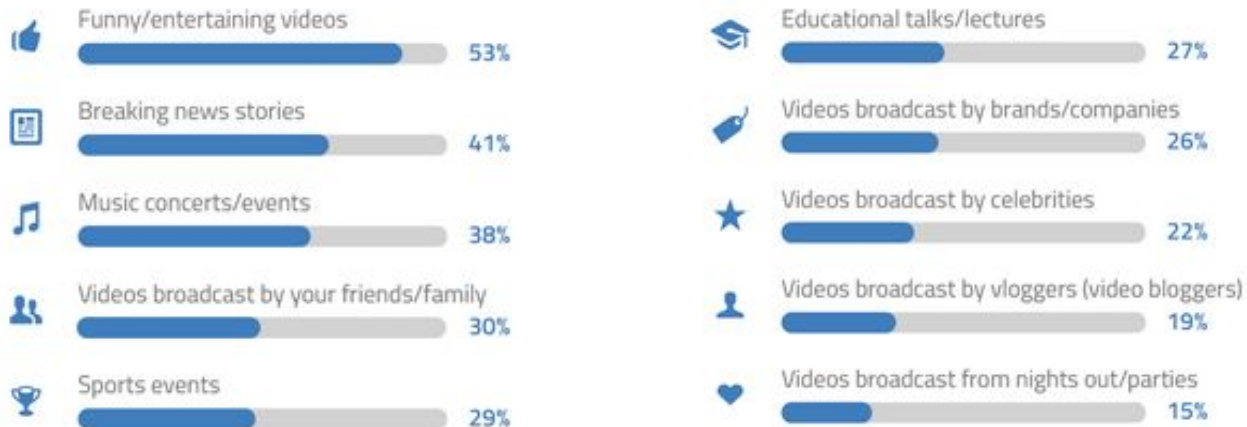 Funny/entertaining videos
53%
Breaking news stories
41%
Music concerts/events
38%
Videos broadcast by your friends/family
30%
Sports events
29%
Educational talks/lectures
27%
Videos broadcast by brands/companies
26%
Videos broadcast by celebrities
22%
Videos broadcast by vloggers (video bloggers)
19%
Videos broadcast from nights out/parties
15%